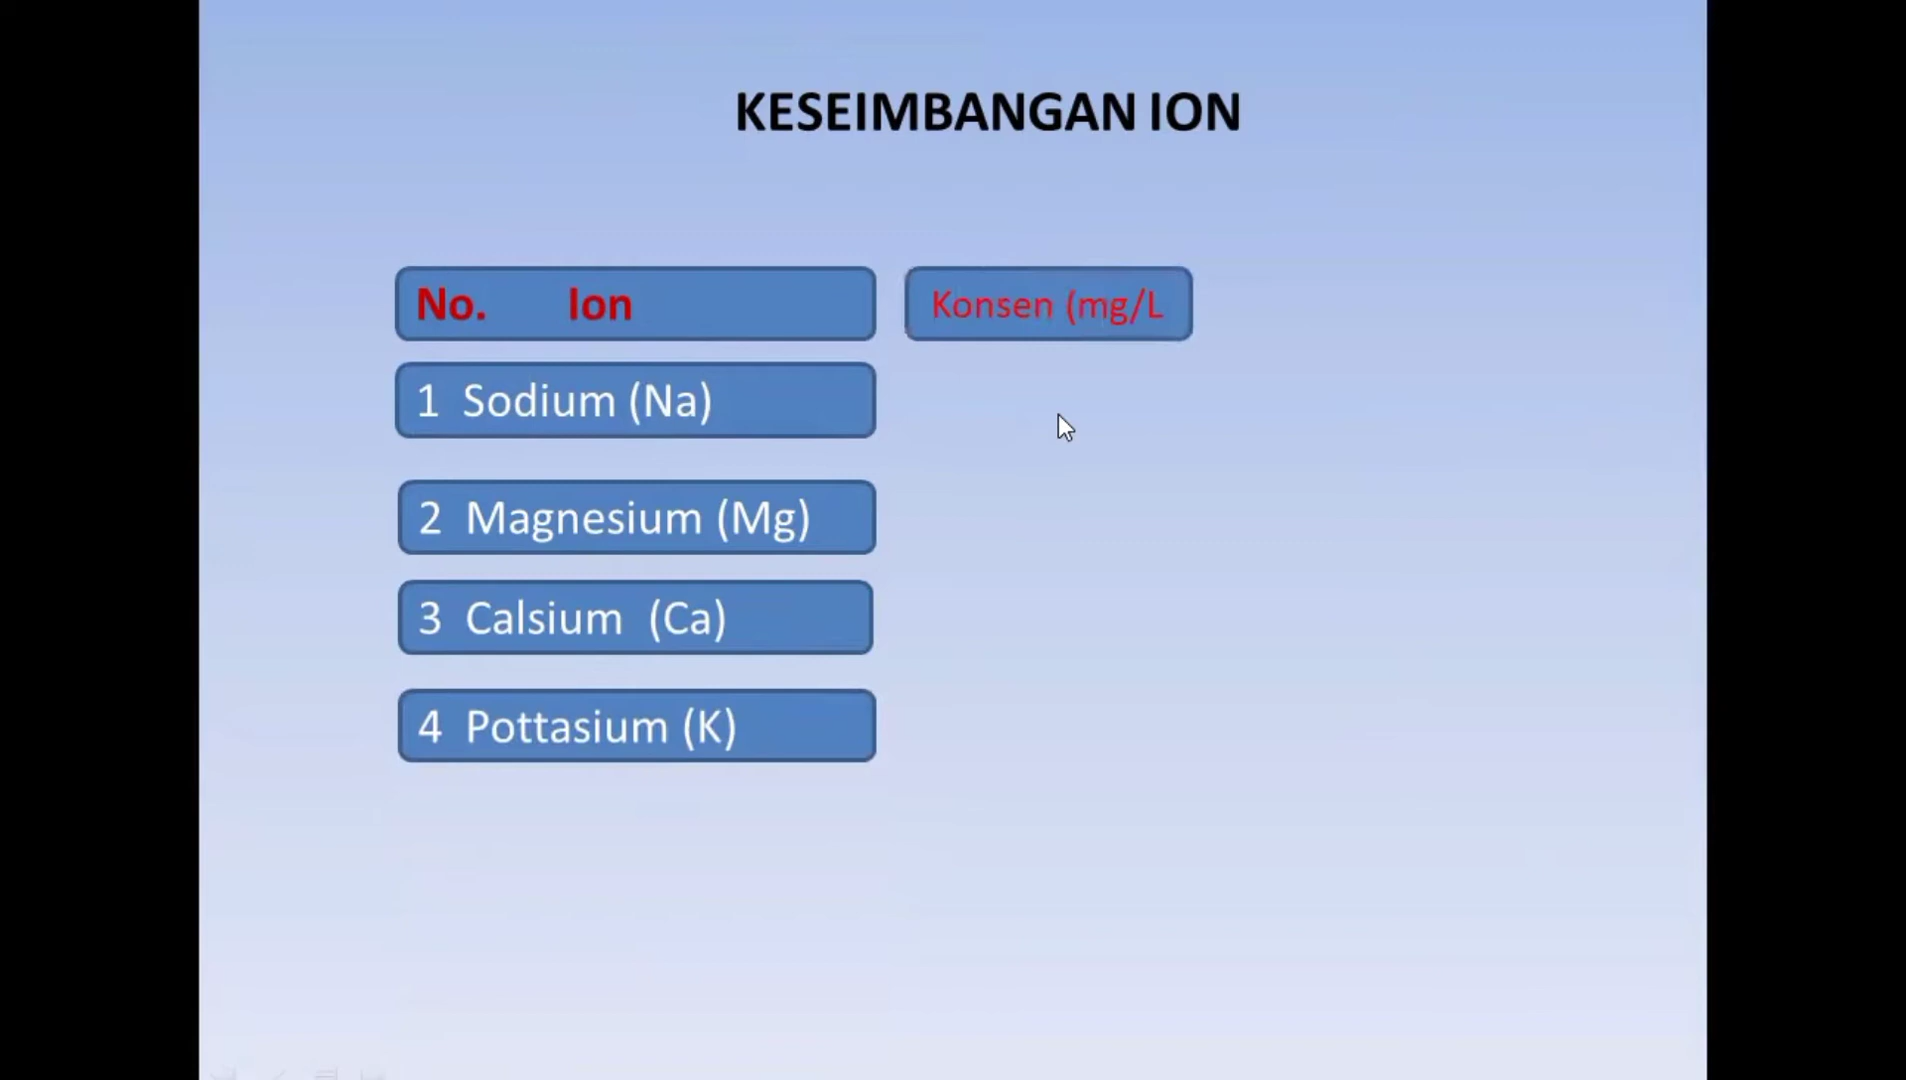 KESEIMBANGAN ION
No. Ion
Konsen (mg/L
1 Sodium (Na)
2 Magnesium (Mg)
3 Calsium (Ca)
4 Pottasium (K)